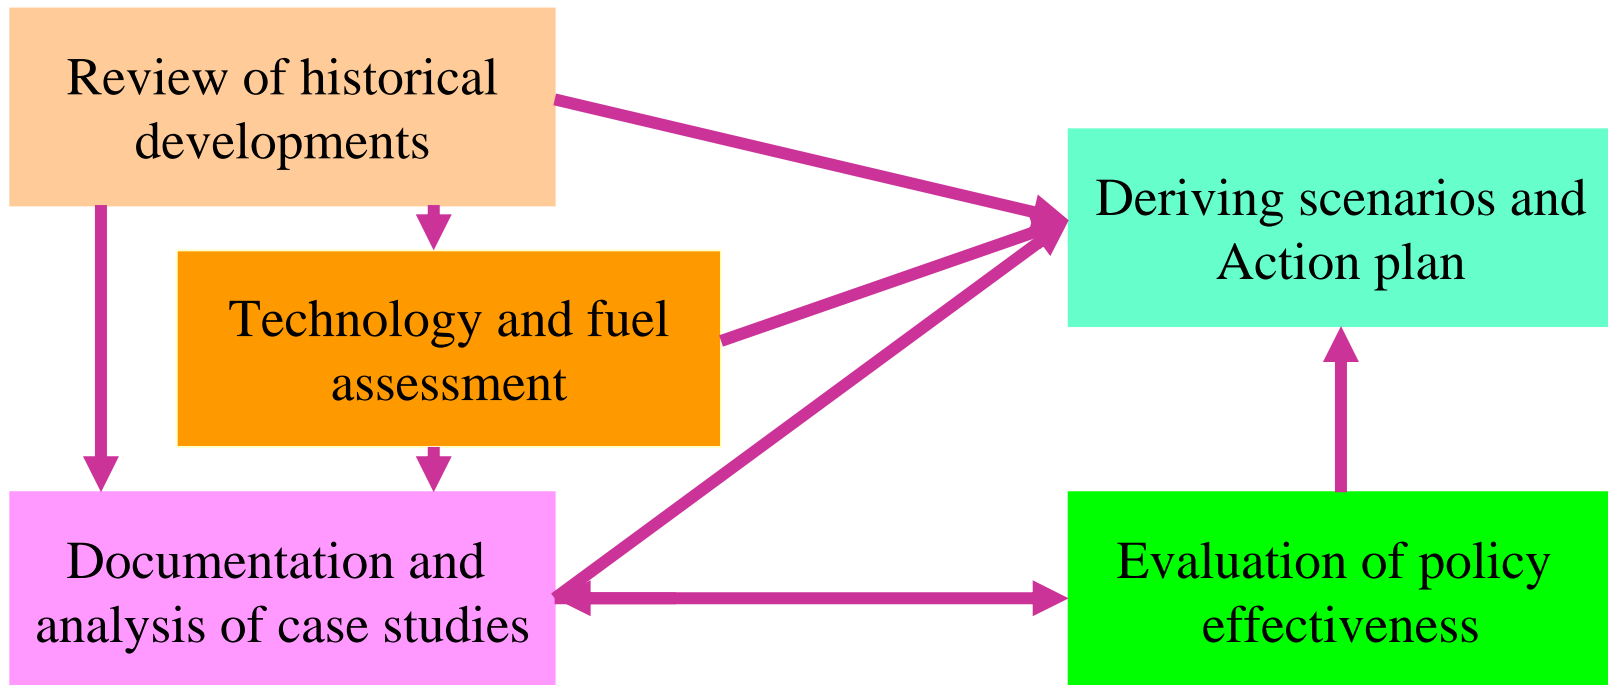 Review of historical
developments
Deriving scenarios and
Action plan
Technology and fuel
assessment
Documentation and
analysis of case studies
Evaluation of policy
effectiveness